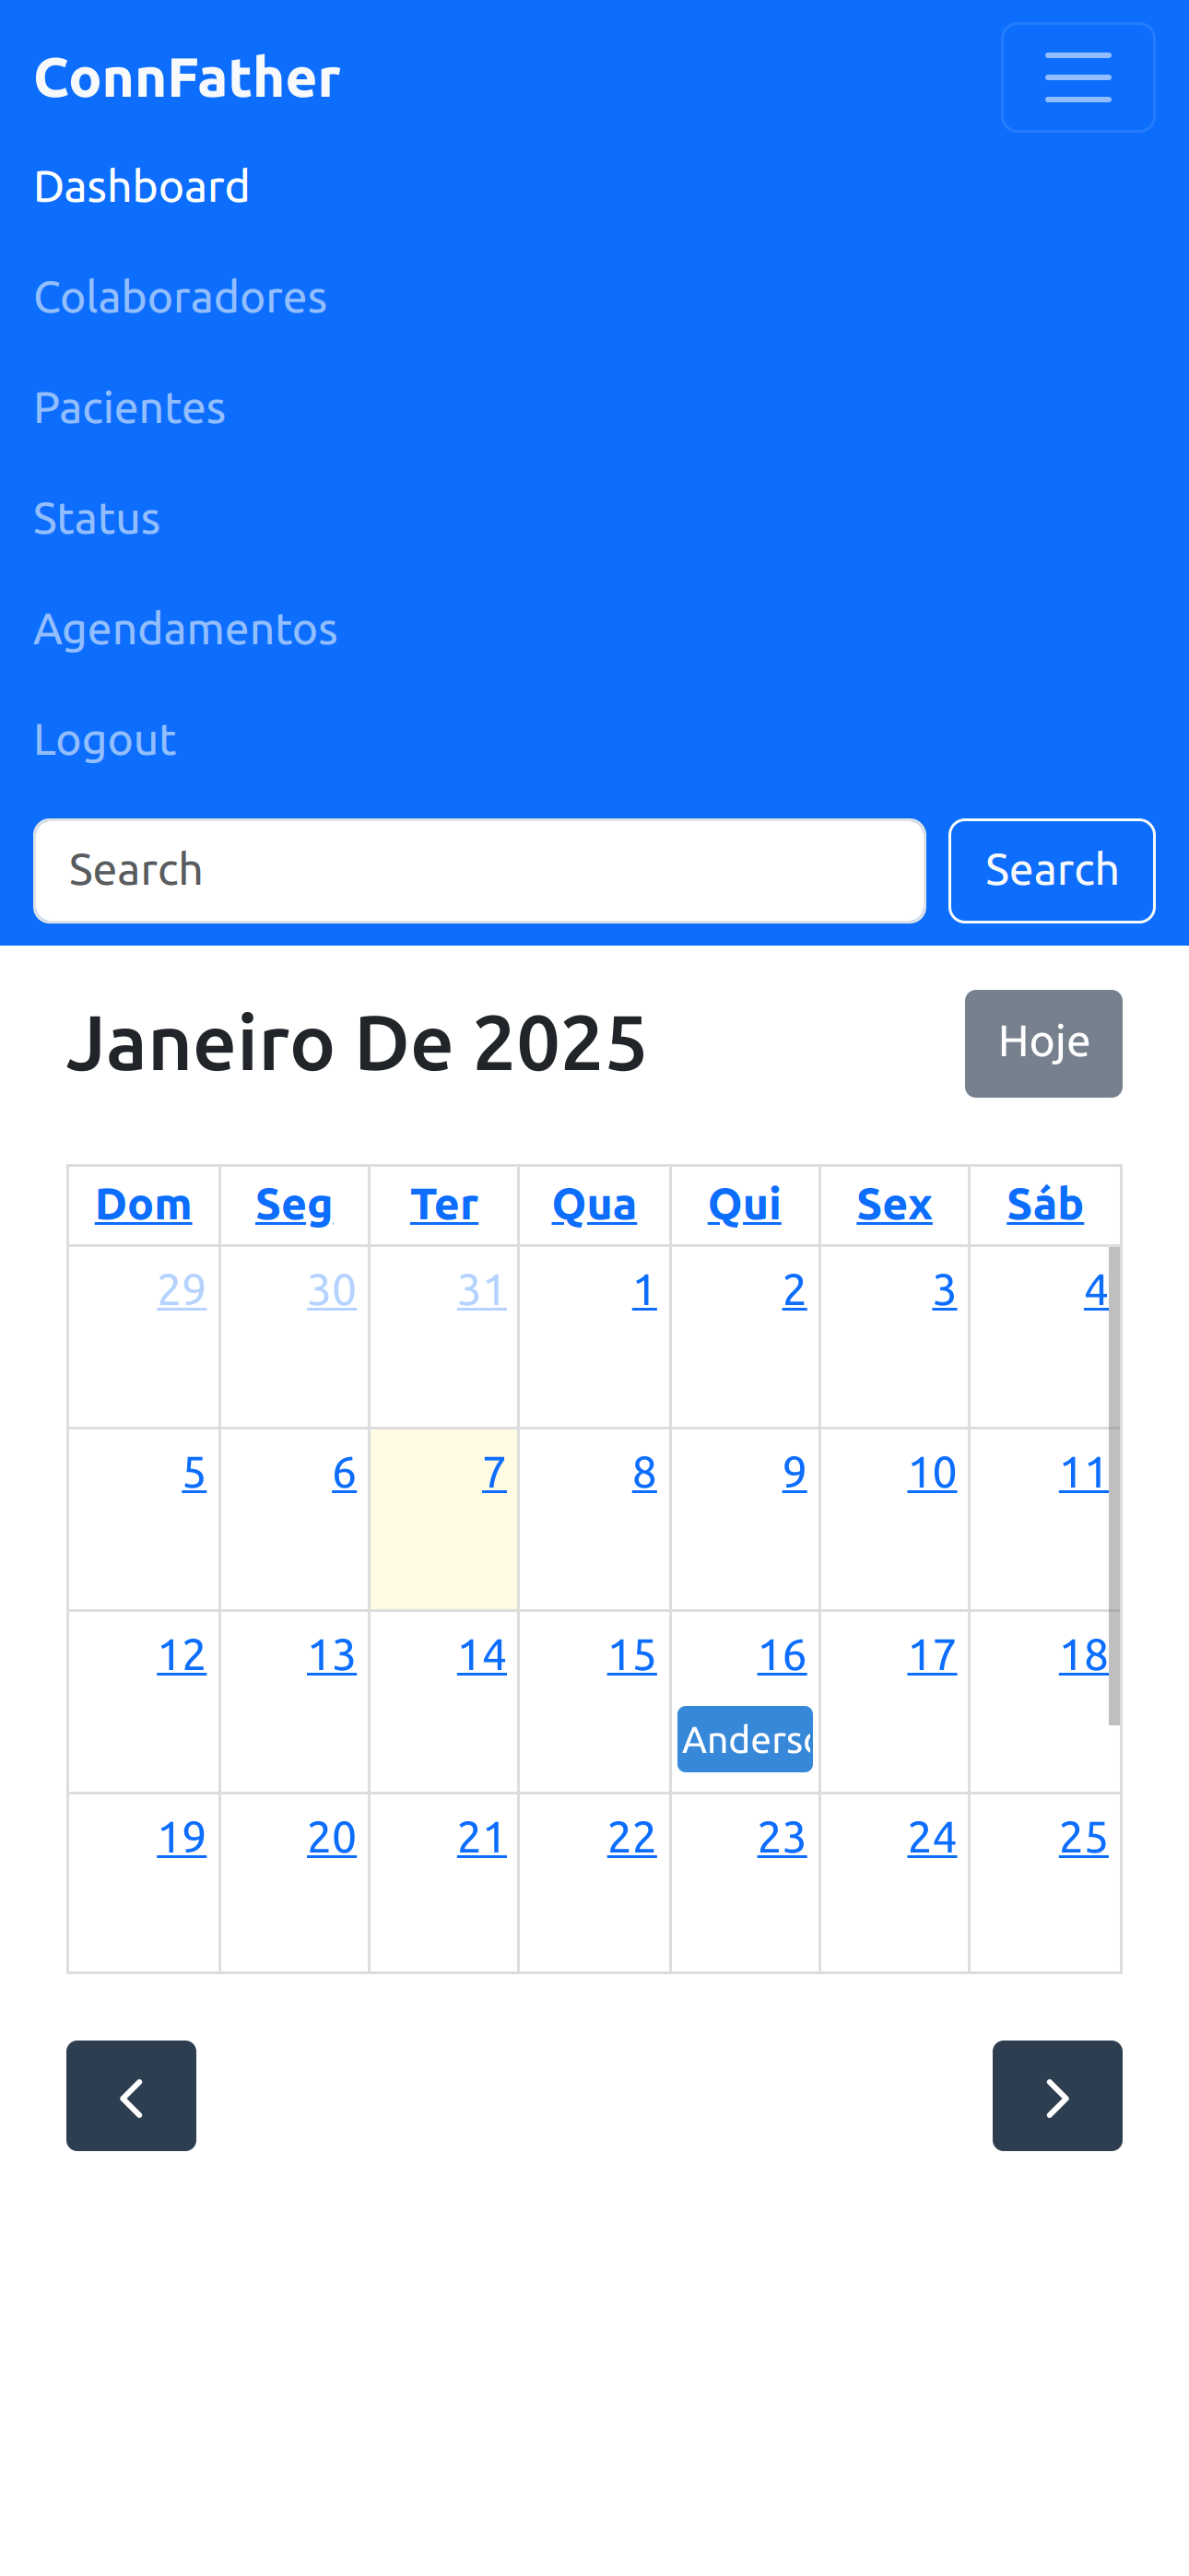 ConnFather
Dashboard
Colaboradores
Pacientes
Status
Agendamentos
Logout
Search Search
Janeiro De 2025 Hoje
Dom Seg Ter Qua Qui Sex Sáb
29 30 31 1 2 3 4
5 6 7 8 9 10 11
12 13 14 15 16 17 18
Anders
19 20 21 22 23 24 25